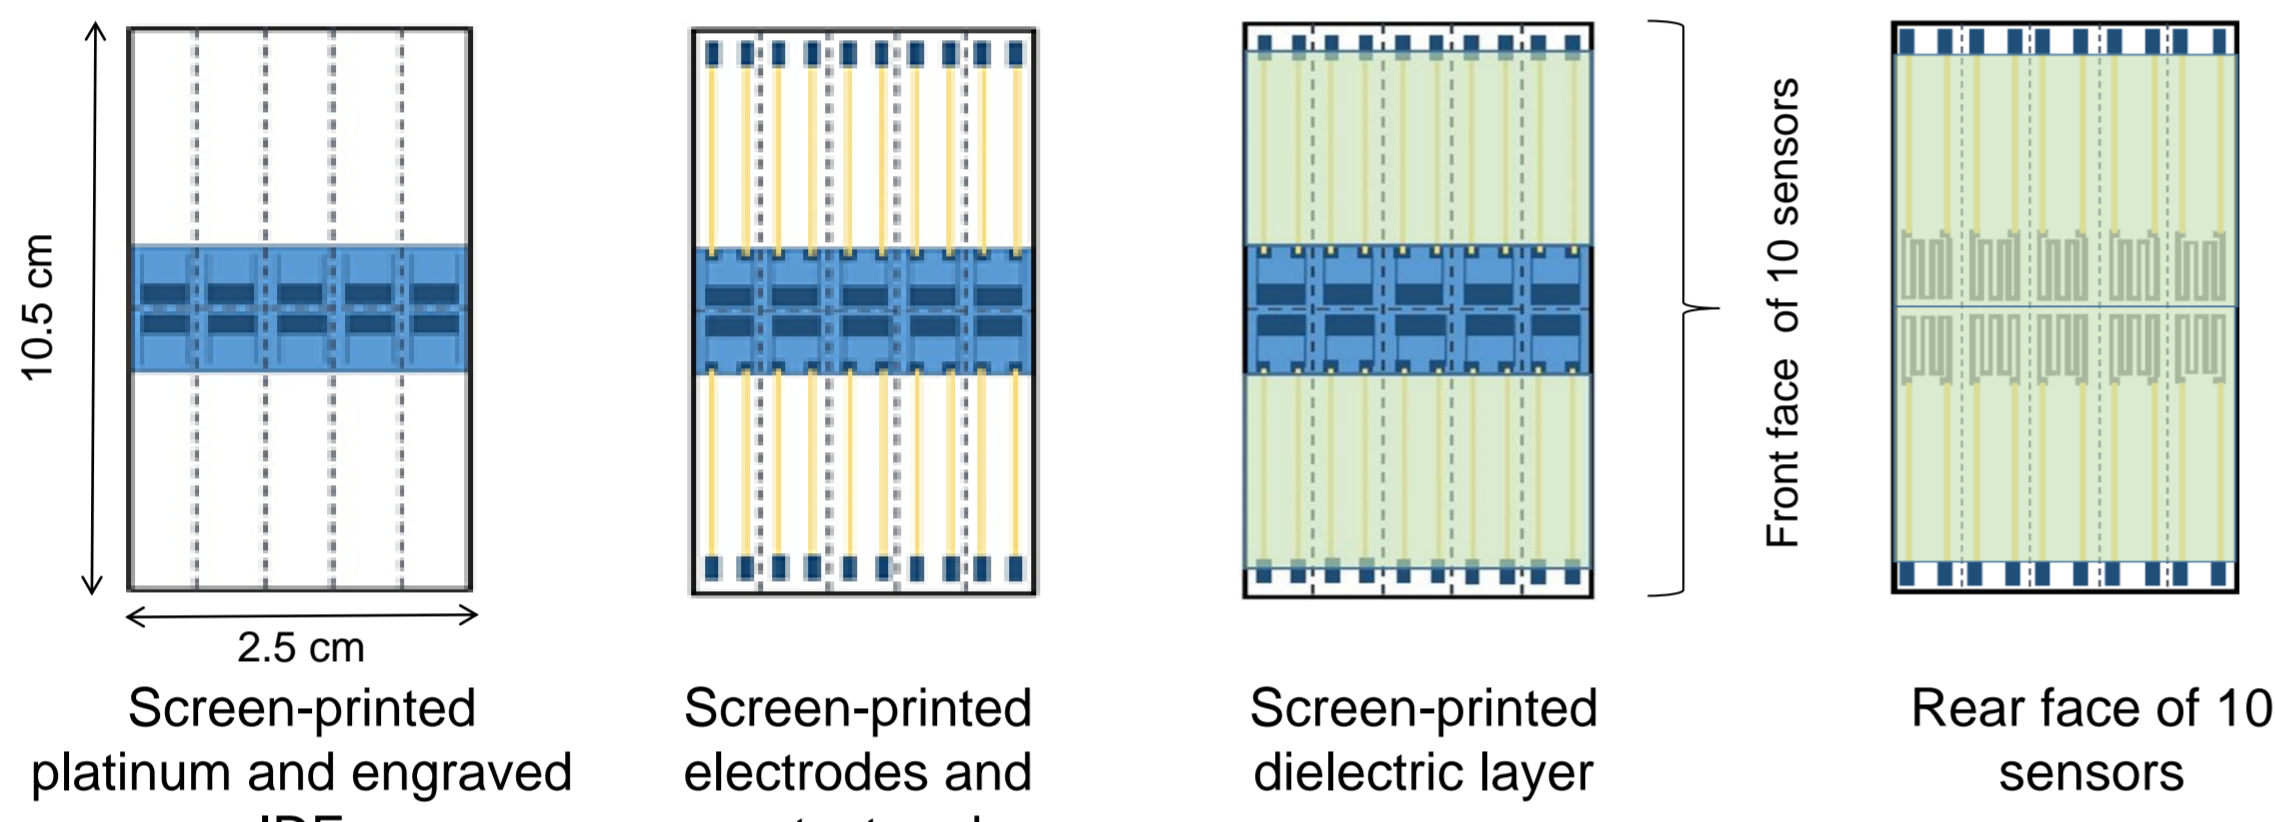 10.5 cm
2.5 cm
Screen-printed
platinum and engraved
Screen-printed
electrodes and
Screen-printed
dielectric layer
Front face of 10 sensors
Rear face of 10
sensors